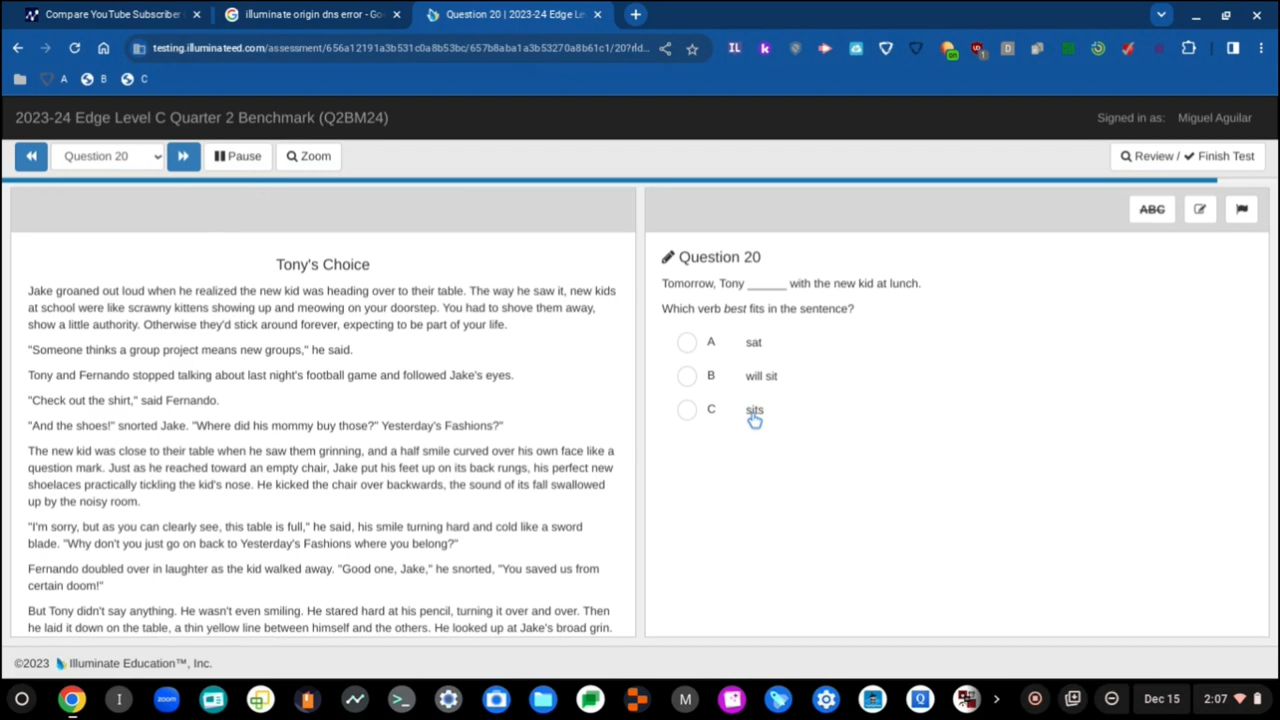 Compare YouTube Subscriber
illuminate origin dns error - Go
Question 20 | 2023-24 Edge Le
testing.illuminateed.com/assessment/656a12191a3b531c0a8b53bc/657b8aba1a3b53270a8b61c1/20?rld...
A
B
C
2023-24 Edge Level C Quarter 2 Benchmark (Q2BM24)
Signed in as: Miguel Aguilar
Question 20
Pause
Zoom
Review / Finish Test
ABC
Tony's Choice
Jake groaned out loud when he realized the new kid was heading over to their table. The way he saw it, new kids
at school were like scrawny kittens showing up and meowing on your doorstep. You had to shove them away,
show a little authority. Otherwise they'd stick around forever, expecting to be part of your life.
"Someone thinks a group project means new groups," he said.
Tony and Fernando stopped talking about last night's football game and followed Jake's eyes.
"Check out the shirt," said Fernando.
"And the shoes!" snorted Jake. "Where did his mommy buy those?" Yesterday's Fashions?"
The new kid was close to their table when he saw them grinning, and a half smile curved over his own face like a
question mark. Just as he reached toward an empty chair, Jake put his feet up on its back rungs, his perfect new
shoelaces practically tickling the kid's nose. He kicked the chair over backwards, the sound of its fall swallowed
up by the noisy room.
"I'm sorry, but as you can clearly see, this table is full," he said, his smile turning hard and cold like a sword
blade. "Why don't you just go on back to Yesterday's Fashions where you belong?"
Fernando doubled over in laughter as the kid walked away. "Good one, Jake," he snorted, "You saved us from
certain doom!"
But Tony didn't say anything. He wasn't even smiling. He stared hard at his pencil, turning it over and over. Then
he laid it down on the table, a thin yellow line between himself and the others. He looked up at Jake's broad grin.
Question 20
Tomorrow, Tony ______ with the new kid at lunch.
Which verb best fits in the sentence?
A sat
B will sit
C sits
©2023 Illuminate Education™, Inc.
I
zoom
M
Q
Dec 15
2:07